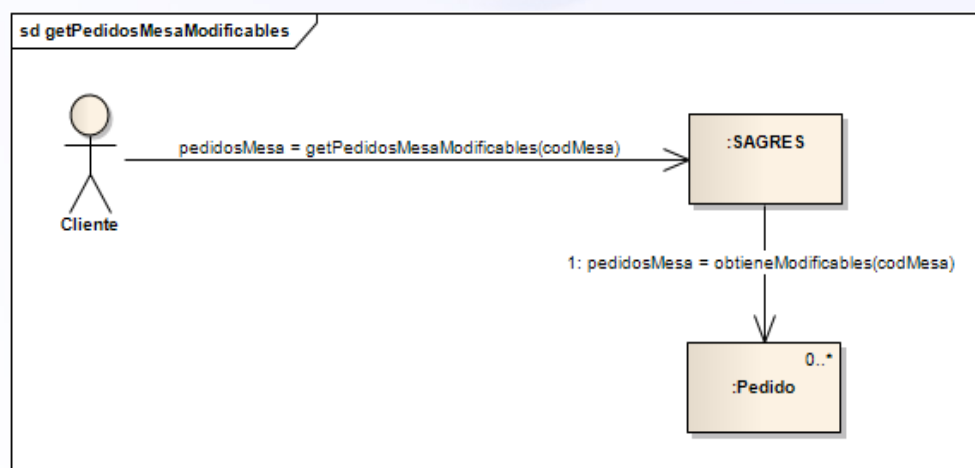 sd getPedidosMesaModificables
pedidosMesa = getPedidosMesaModificables(codMesa)
:SAGRES
Cliente
1: pedidosMesa = obtieneModificables(codMesa)
0..*
:Pedido